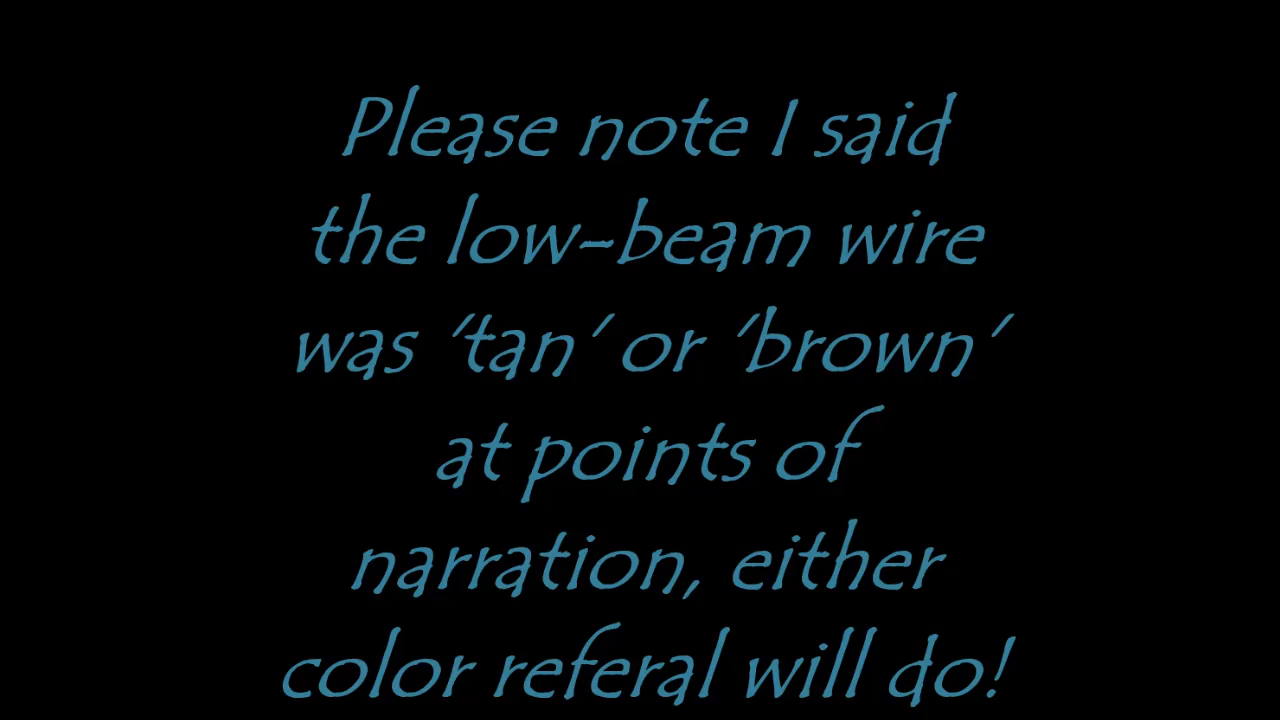 Please note I said
the low-beam wire
was 'tan' or 'brown'
at points of
narration, either
color referal will do!